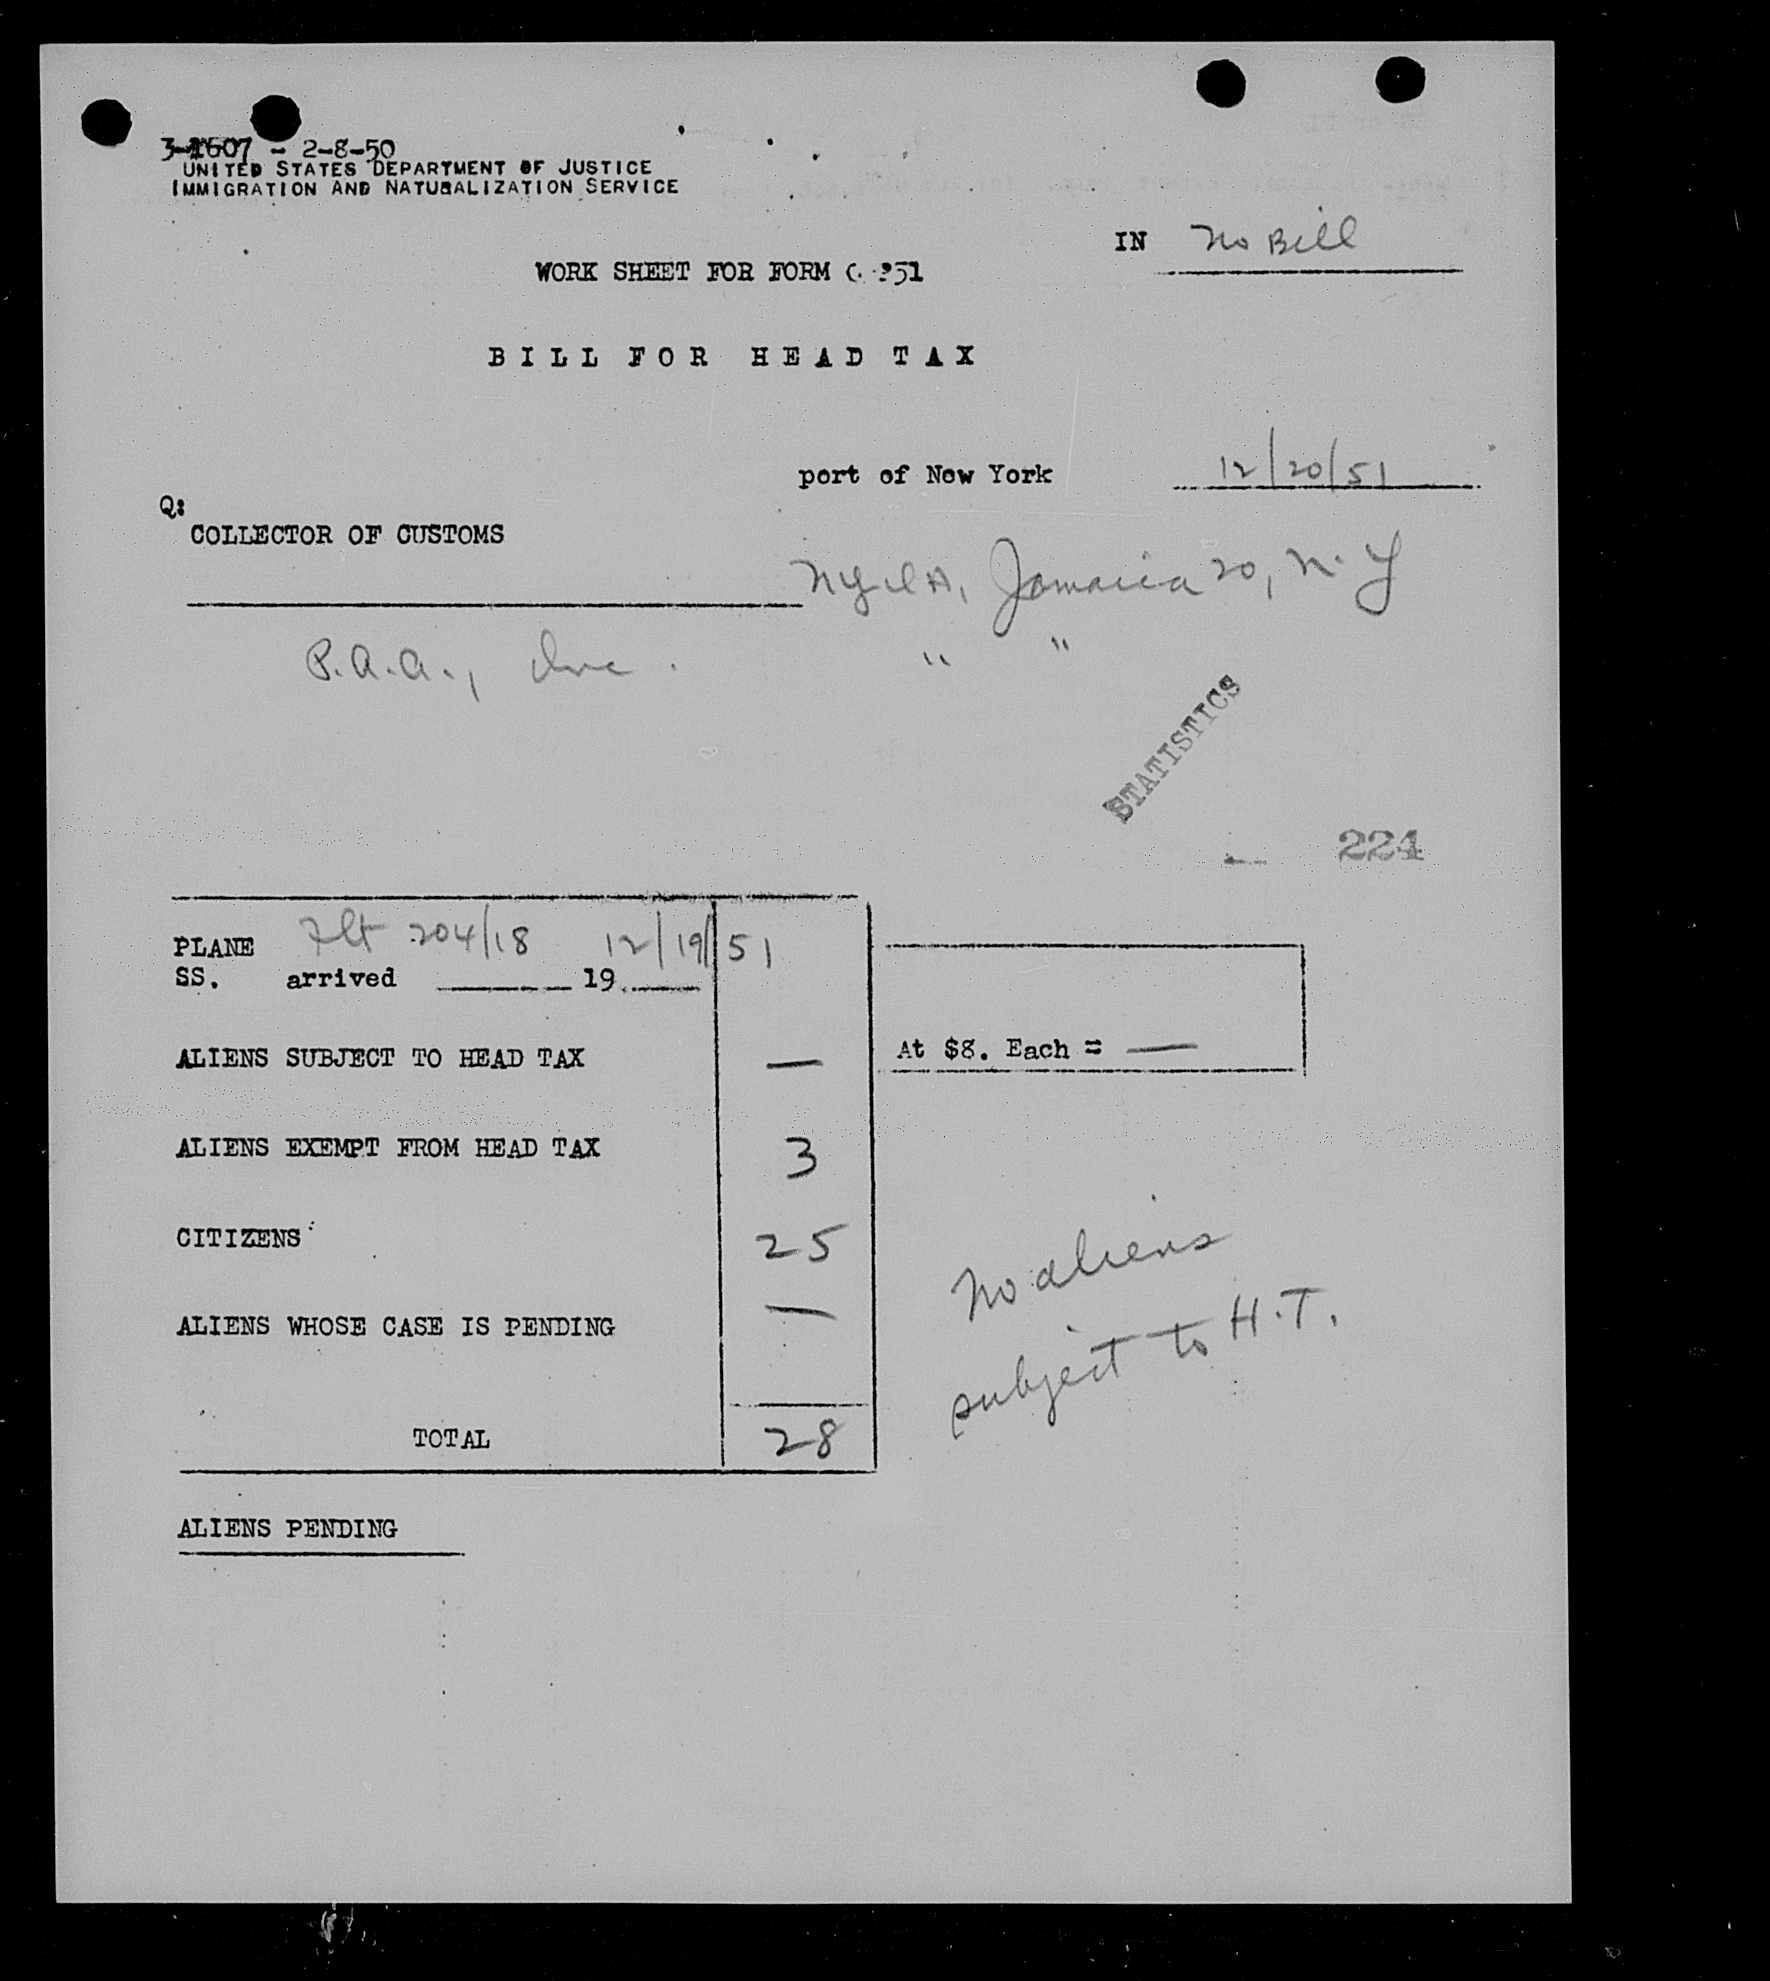 3-1607 - 2-8-50
UNITED STATES DEPARTMENT OF JUSTICE
IMMIGRATION AND NATURALIZATION SERVICE
IN No Bill
WORK SHEET FOR FORM 51
BILL FOR HEAD TAX
port of New York 12/20/51
Q:
COLLECTOR OF CUSTOMS
NYIA, Jamaica 20, N.Y
P.A.A., Inc. " "
STATISTICS
224
PLANE Flt 204/18 12/19/51
SS. arrived 19
ALIENS SUBJECT TO HEAD TAX — At $8. Each = —
ALIENS EXEMPT FROM HEAD TAX 3
CITIZENS 25
No aliens
subject to H.T.
ALIENS WHOSE CASE IS PENDING —
TOTAL 28
ALIENS PENDING